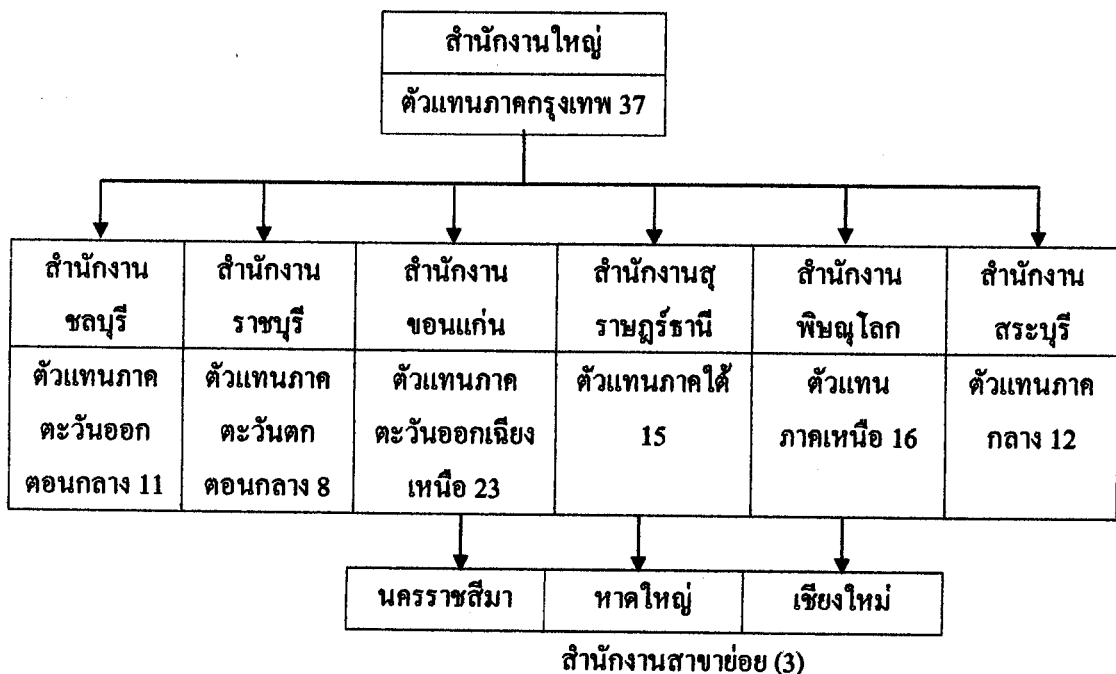 สำนักงานใหญ่
ตัวแทนภาคกรุงเทพ 37
สำนักงาน
ชลบุรี
ตัวแทนภาค
ตะวันออก
ตอนกลาง 11
สำนักงาน
ราชบุรี
ตัวแทนภาค
ตะวันตก
ตอนกลาง 8
สำนักงาน
ขอนแก่น
ตัวแทนภาค
ตะวันออกเฉียง
เหนือ 23
สำนักงานสุ
ราษฎร์ธานี
ตัวแทนภาคใต้
15
สำนักงาน
พิษณุโลก
ตัวแทน
ภาคเหนือ 16
สำนักงาน
สระบุรี
ตัวแทนภาค
กลาง 12
นครราชสีมา
หาดใหญ่
เชียงใหม่
สำนักงานสาขาย่อย (3)